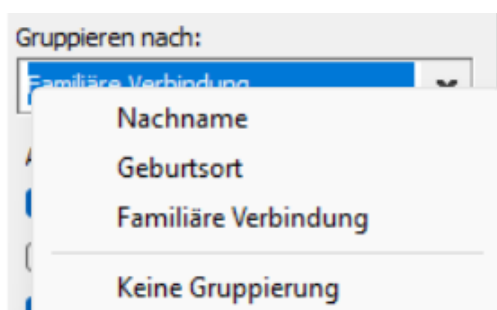 Gruppieren nach:
Familiäre Verbindung
Nachname
Geburtsort
Familiäre Verbindung
Keine Gruppierung